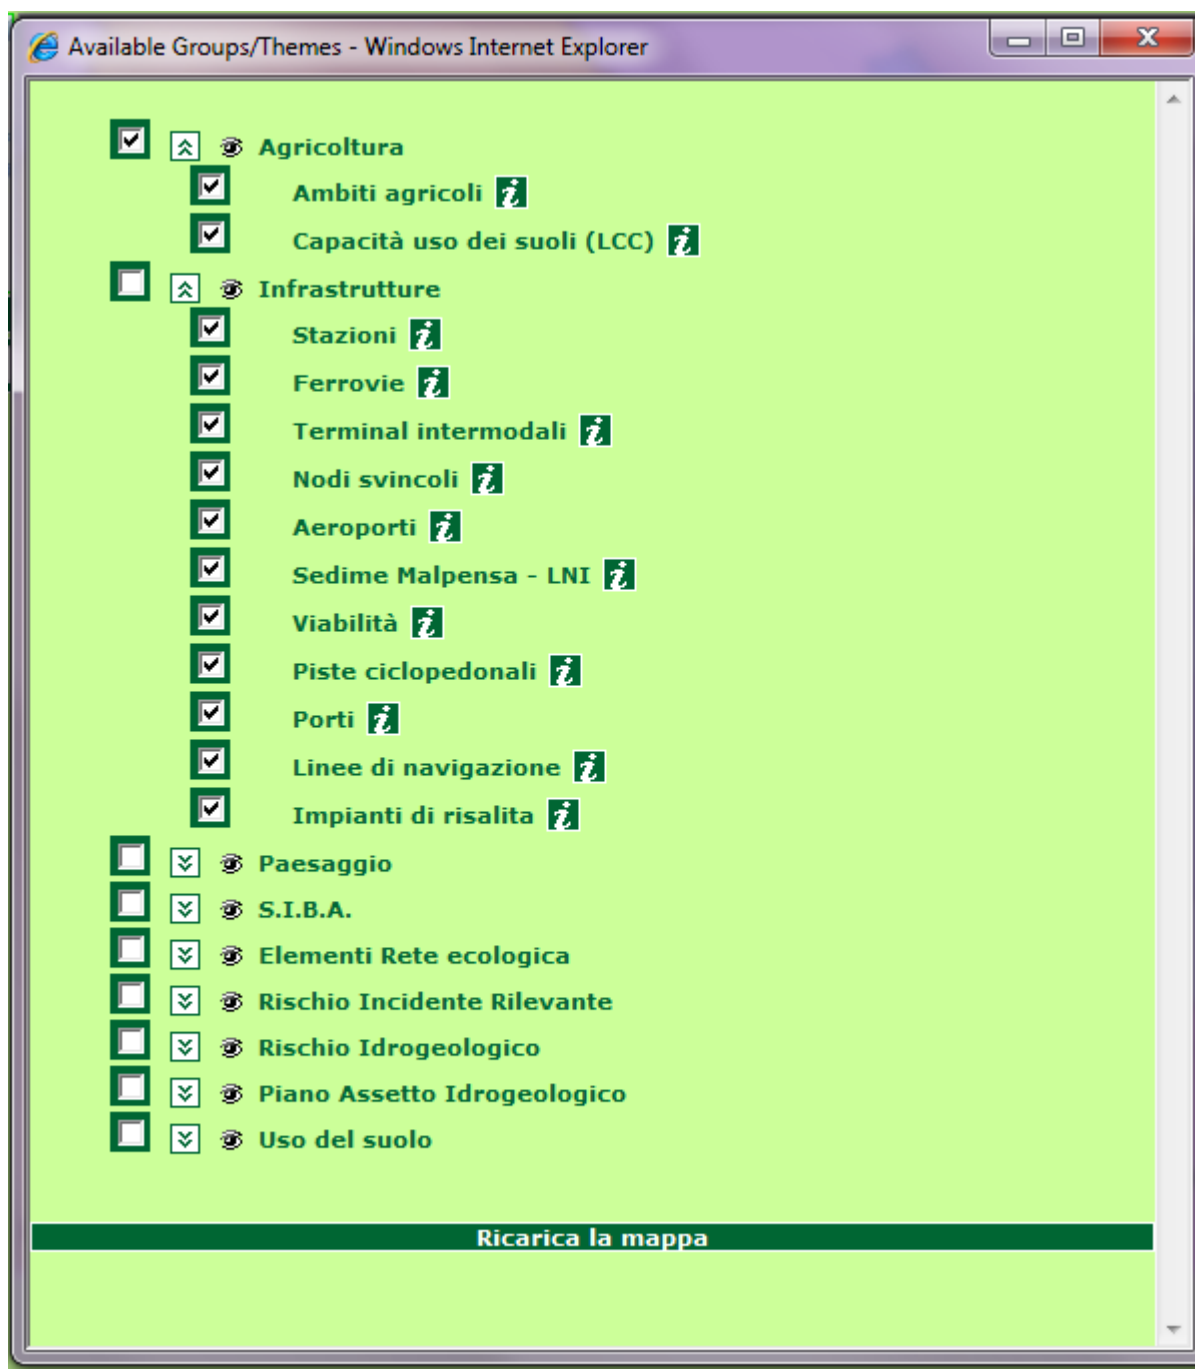 Available Groups/Themes - Windows Internet Explorer
Agricoltura
Ambiti agricoli i
Capacità uso dei suoli (LCC) i
Infrastrutture
Stazioni i
Ferrovie i
Terminal intermodali i
Nodi svincoli i
Aeroporti i
Sedime Malpensa - LNI i
Viabilità i
Piste ciclopedonali i
Porti i
Linee di navigazione i
Impianti di risalita i
Paesaggio
S.I.B.A.
Elementi Rete ecologica
Rischio Incidente Rilevante
Rischio Idrogeologico
Piano Assetto Idrogeologico
Uso del suolo
Ricarica la mappa